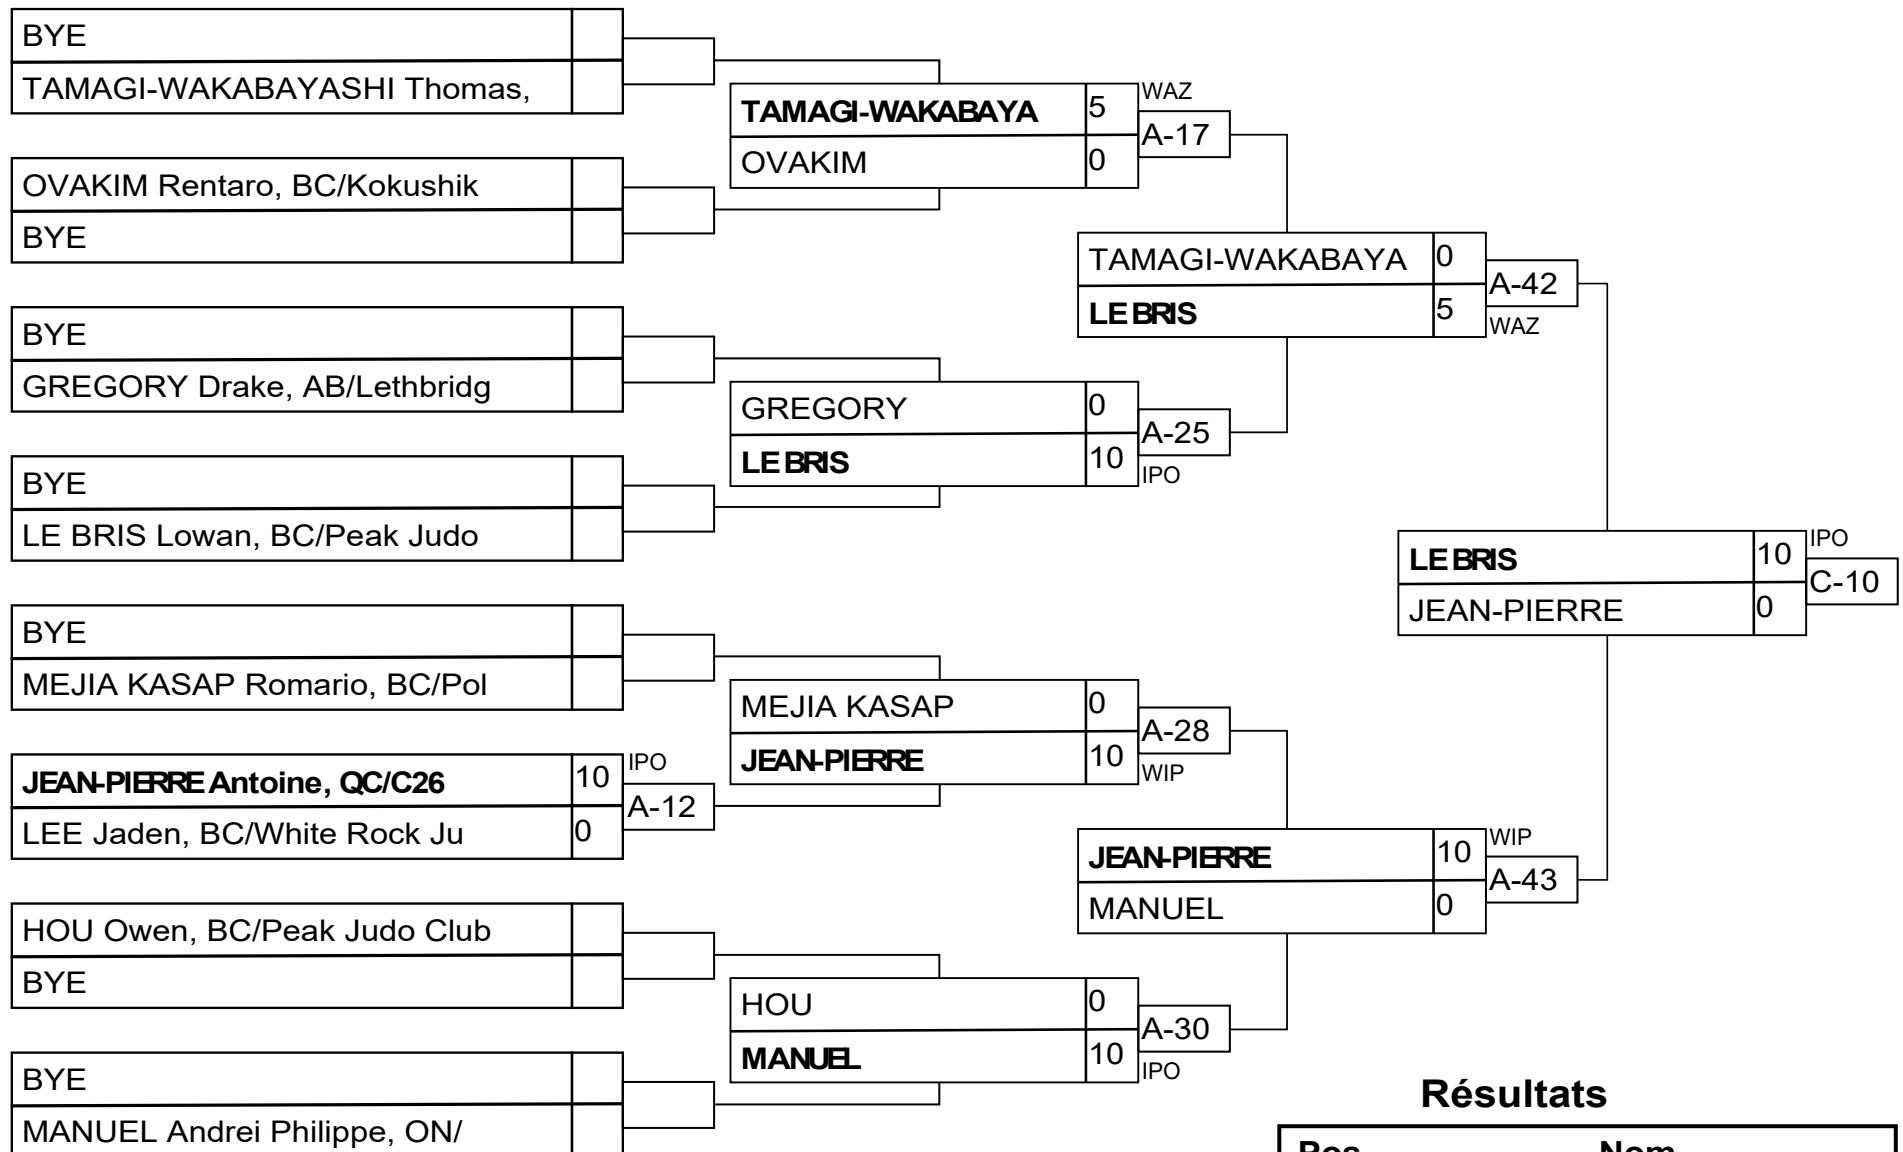 BYE
TAMAGI-WAKABAYASHI Thomas,
OVAKIM Rentaro, BC/Kokushik
BYE
BYE
GREGORY Drake, AB/Lethbridg
BYE
LE BRIS Lowan, BC/Peak Judo
BYE
MEJIA KASAP Romario, BC/Pol
JEAN-PIERRE Antoine, QC/C26 10 IPO
A-12
LEE Jaden, BC/White Rock Ju 0
HOU Owen, BC/Peak Judo Club
BYE
BYE
MANUEL Andrei Philippe, ON/
TAMAGI-WAKABAYA 5 WAZ
A-17
OVAKIM 0
GREGORY 0
A-25
LE BRIS 10 IPO
MEJIA KASAP 0
A-28
JEAN-PIERRE 10 WIP
HOU 0
A-30
MANUEL 10 IPO
TAMAGI-WAKABAYA 0
A-42
LE BRIS 5 WAZ
JEAN-PIERRE 10 WIP
A-43
MANUEL 0
LE BRIS 10 IPO
C-10
JEAN-PIERRE 0
Résultats
Pos Nom